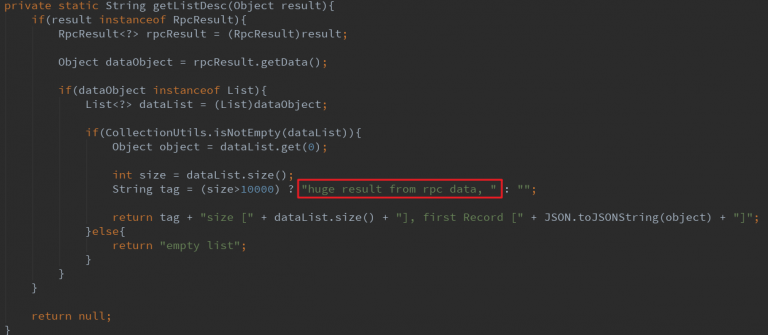 private static String getListDesc(Object result){
if(result instanceof RpcResult){
RpcResult<?> rpcResult = (RpcResult)result;
Object dataObject = rpcResult.getData();
if(dataObject instanceof List){
List<?> dataList = (List)dataObject;
if(CollectionUtils.isNotEmpty(dataList)){
Object object = dataList.get(0);
int size = dataList.size();
String tag = (size>10000) ? "huge result from rpc data, " : "";
return tag + "size [" + dataList.size() + "], first Record [" + JSON.toJSONString(object) + "]";
}else{
return "empty list";
}
}
}
return null;
}